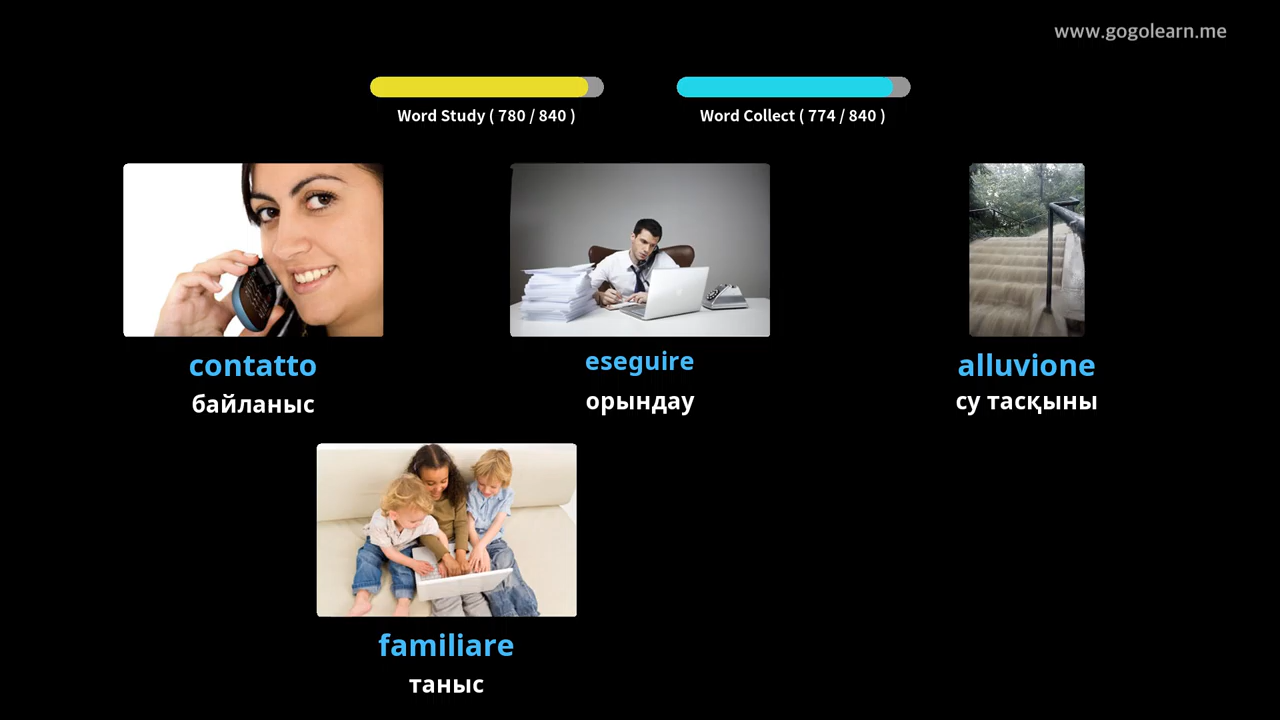 www.gogolearn.me
Word Study ( 780 / 840 )
Word Collect ( 774 / 840 )
contatto
байланыс
eseguire
орындау
alluvione
су тасқыны
familiare
таныс